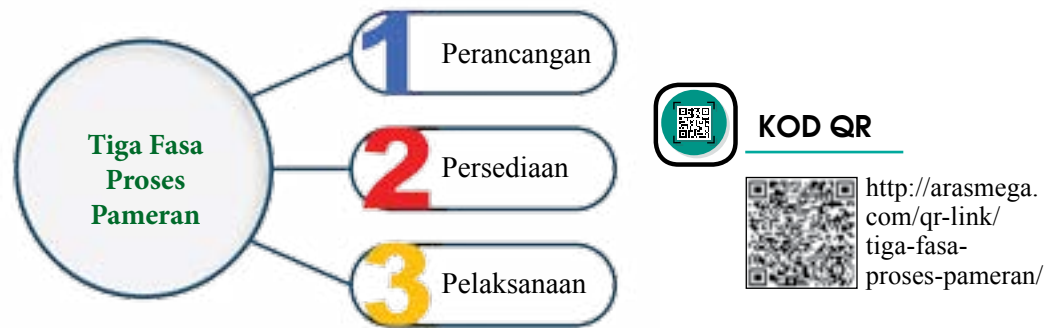 Tiga Fasa
Proses
Pameran
1
Perancangan
2
Persediaan
3
Pelaksanaan
KOD QR
http://arasmega.
com/qr-link/
tiga-fasa-
proses-pameran/